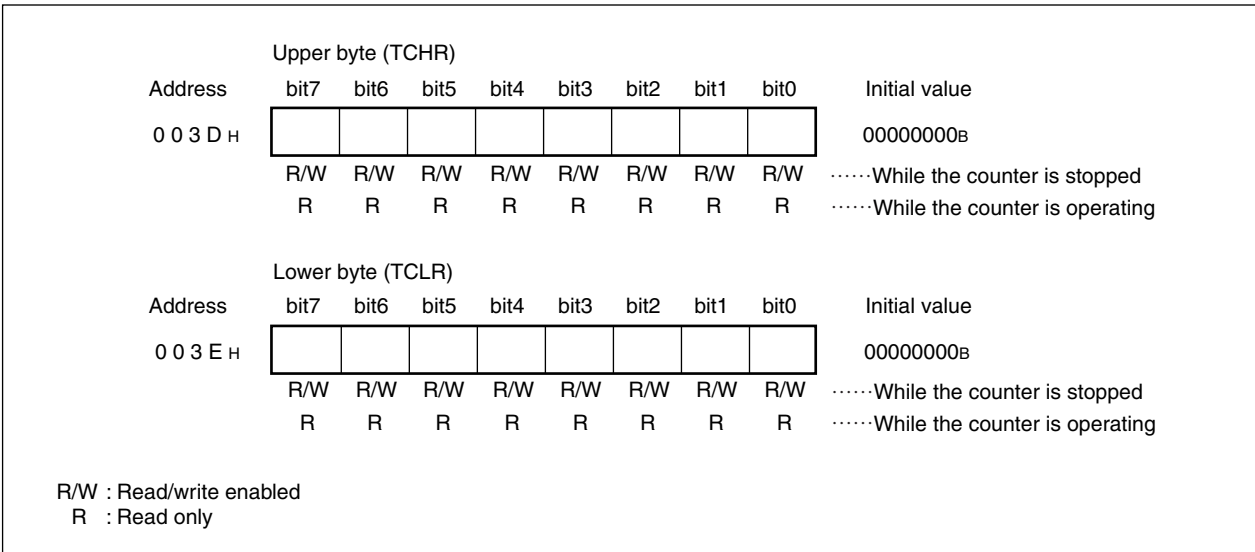 Upper byte (TCHR)
Address bit7 bit6 bit5 bit4 bit3 bit2 bit1 bit0 Initial value
0 0 3 D H 00000000B
R/W R/W R/W R/W R/W R/W R/W R/W ······While the counter is stopped
R R R R R R R R ······While the counter is operating
Lower byte (TCLR)
Address bit7 bit6 bit5 bit4 bit3 bit2 bit1 bit0 Initial value
0 0 3 E H 00000000B
R/W R/W R/W R/W R/W R/W R/W R/W ······While the counter is stopped
R R R R R R R R ······While the counter is operating
R/W : Read/write enabled
R : Read only